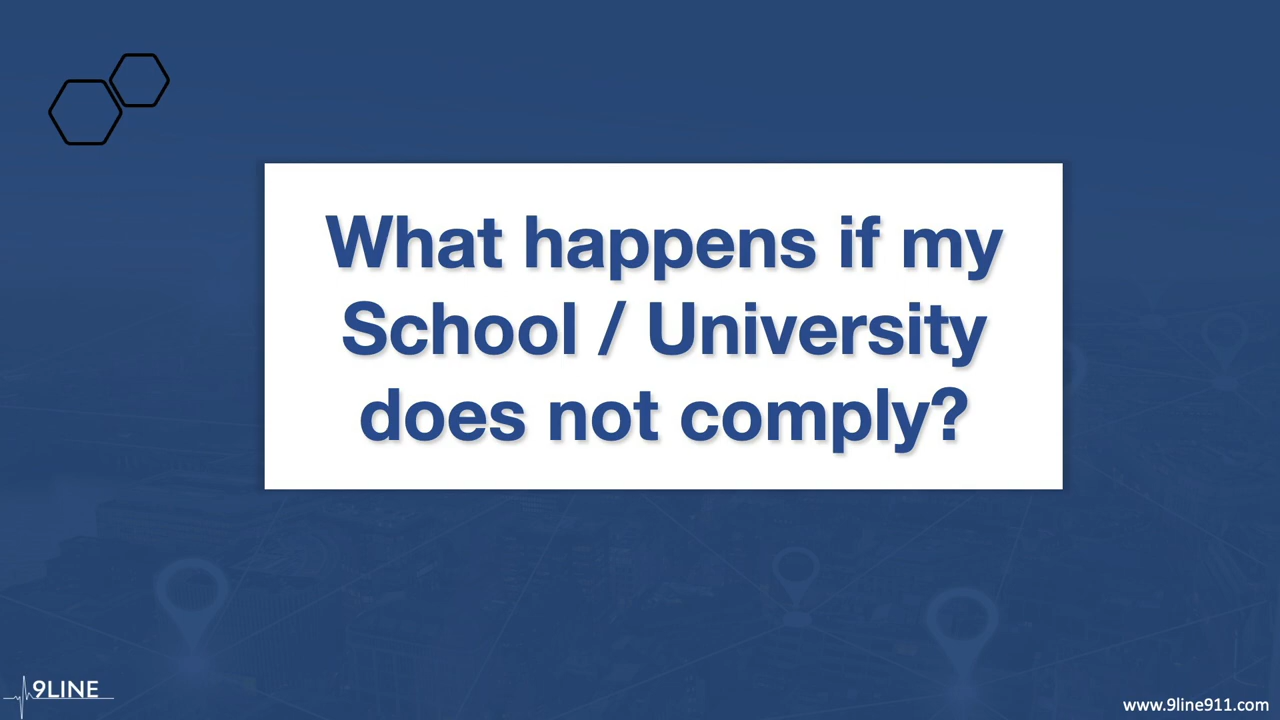 What happens if my
School / University
does not comply?
9LINE
www.9line911.com